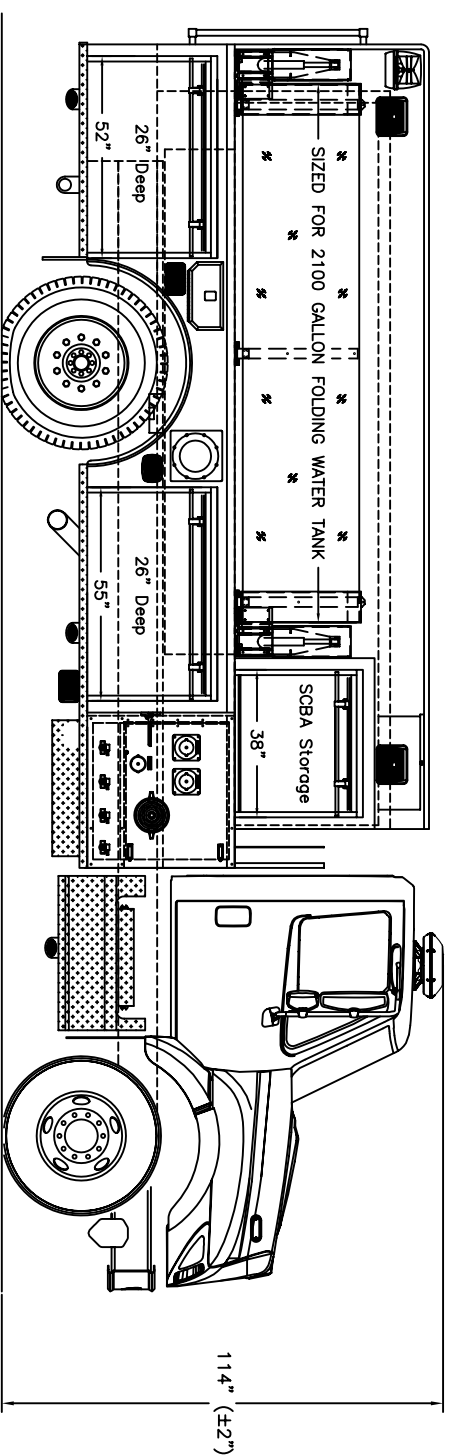 SIZED FOR 2100 GALLON FOLDING WATER TANK
SCBA Storage
38"
26" Deep
52"
26" Deep
55"
114" (±2")